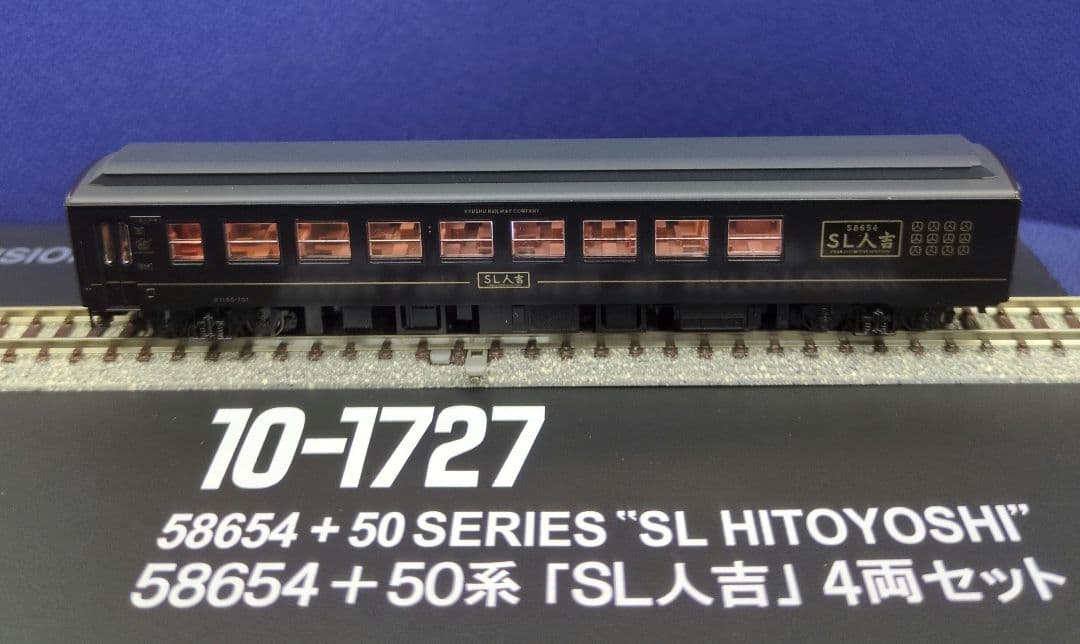 KYUSHU RAILWAY COMPANY
58654
SL人吉
SL人吉
SION
10-1727
58654 + 50 SERIES “SL HITOYOSHI”
58654+50系「SL人吉」4両セット